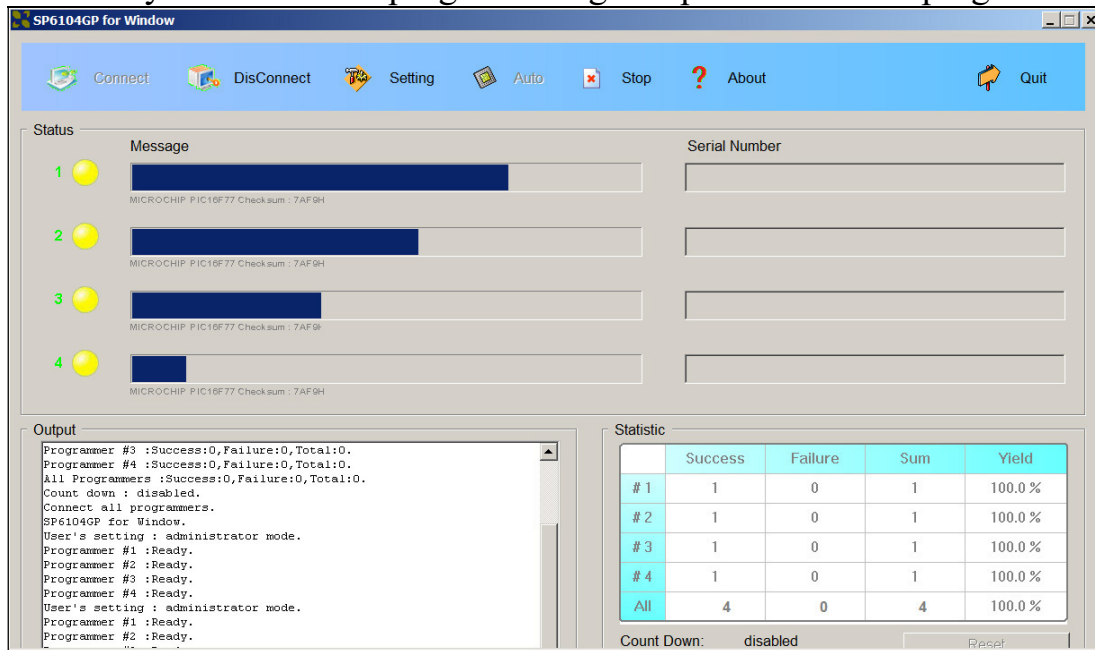 SP6104GP for Window
Connect DisConnect Setting Auto Stop ? About Quit
Status
Message Serial Number
1
MICROCHIP PIC16F77 Checksum : 7AF9H
2
MICROCHIP PIC16F77 Checksum : 7AF9H
3
MICROCHIP PIC16F77 Checksum : 7AF9H
4
MICROCHIP PIC16F77 Checksum : 7AF9H
Output
Programmer #3 :Success:0,Failure:0,Total:0.
Programmer #4 :Success:0,Failure:0,Total:0.
All Programmers :Success:0,Failure:0,Total:0.
Count down : disabled.
Connect all programmers.
SP6104GP for Window.
User's setting : administrator mode.
Programmer #1 :Ready.
Programmer #2 :Ready.
Programmer #3 :Ready.
Programmer #4 :Ready.
User's setting : administrator mode.
Programmer #1 :Ready.
Programmer #2 :Ready.
Statistic
Success Failure Sum Yield
# 1 1 0 1 100.0 %
# 2 1 0 1 100.0 %
# 3 1 0 1 100.0 %
# 4 1 0 1 100.0 %
All 4 0 4 100.0 %
Count Down: disabled Reset